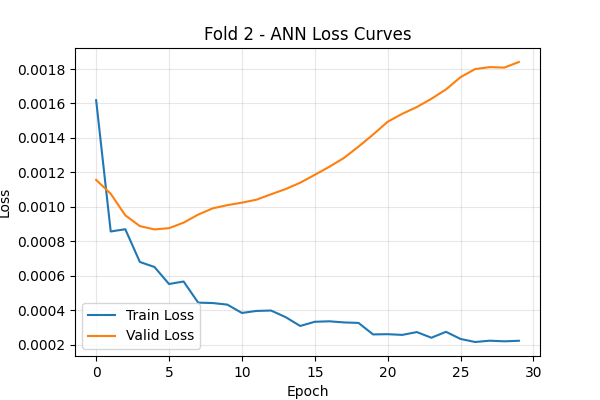 Fold 2 - ANN Loss Curves
0.0018
0.0016
0.0014
0.0012
0.0010
0.0008
0.0006
0.0004
0.0002
Loss
Train Loss
Valid Loss
0 5 10 15 20 25 30
Epoch